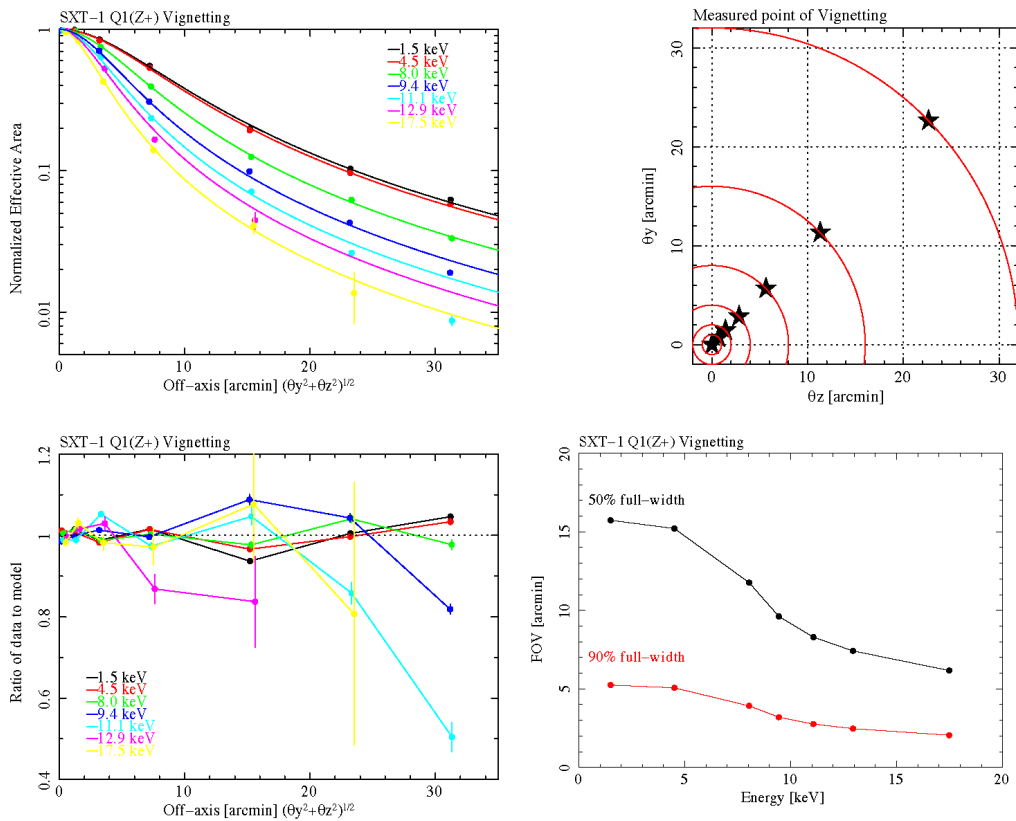 SXT−1 Q1(Z+) Vignetting
1
0.1
0.01
Normalized Effective Area
1.5 keV
4.5 keV
8.0 keV
9.4 keV
11.1 keV
12.9 keV
17.5 keV
0 10 20 30
Off−axis [arcmin] (θy²+θz²)^1/2
Measured point of Vignetting
30
20
10
0
θy [arcmin]
0 10 20 30
θz [arcmin]
SXT−1 Q1(Z+) Vignetting
1.2
1
0.8
0.6
0.4
Ratio of data to model
1.5 keV
4.5 keV
8.0 keV
9.4 keV
11.1 keV
12.9 keV
17.5 keV
0 10 20 30
Off−axis [arcmin] (θy²+θz²)^1/2
SXT−1 Q1(Z+) Vignetting
20
15
10
5
0
FOV [arcmin]
50% full−width
90% full−width
0 5 10 15 20
Energy [keV]